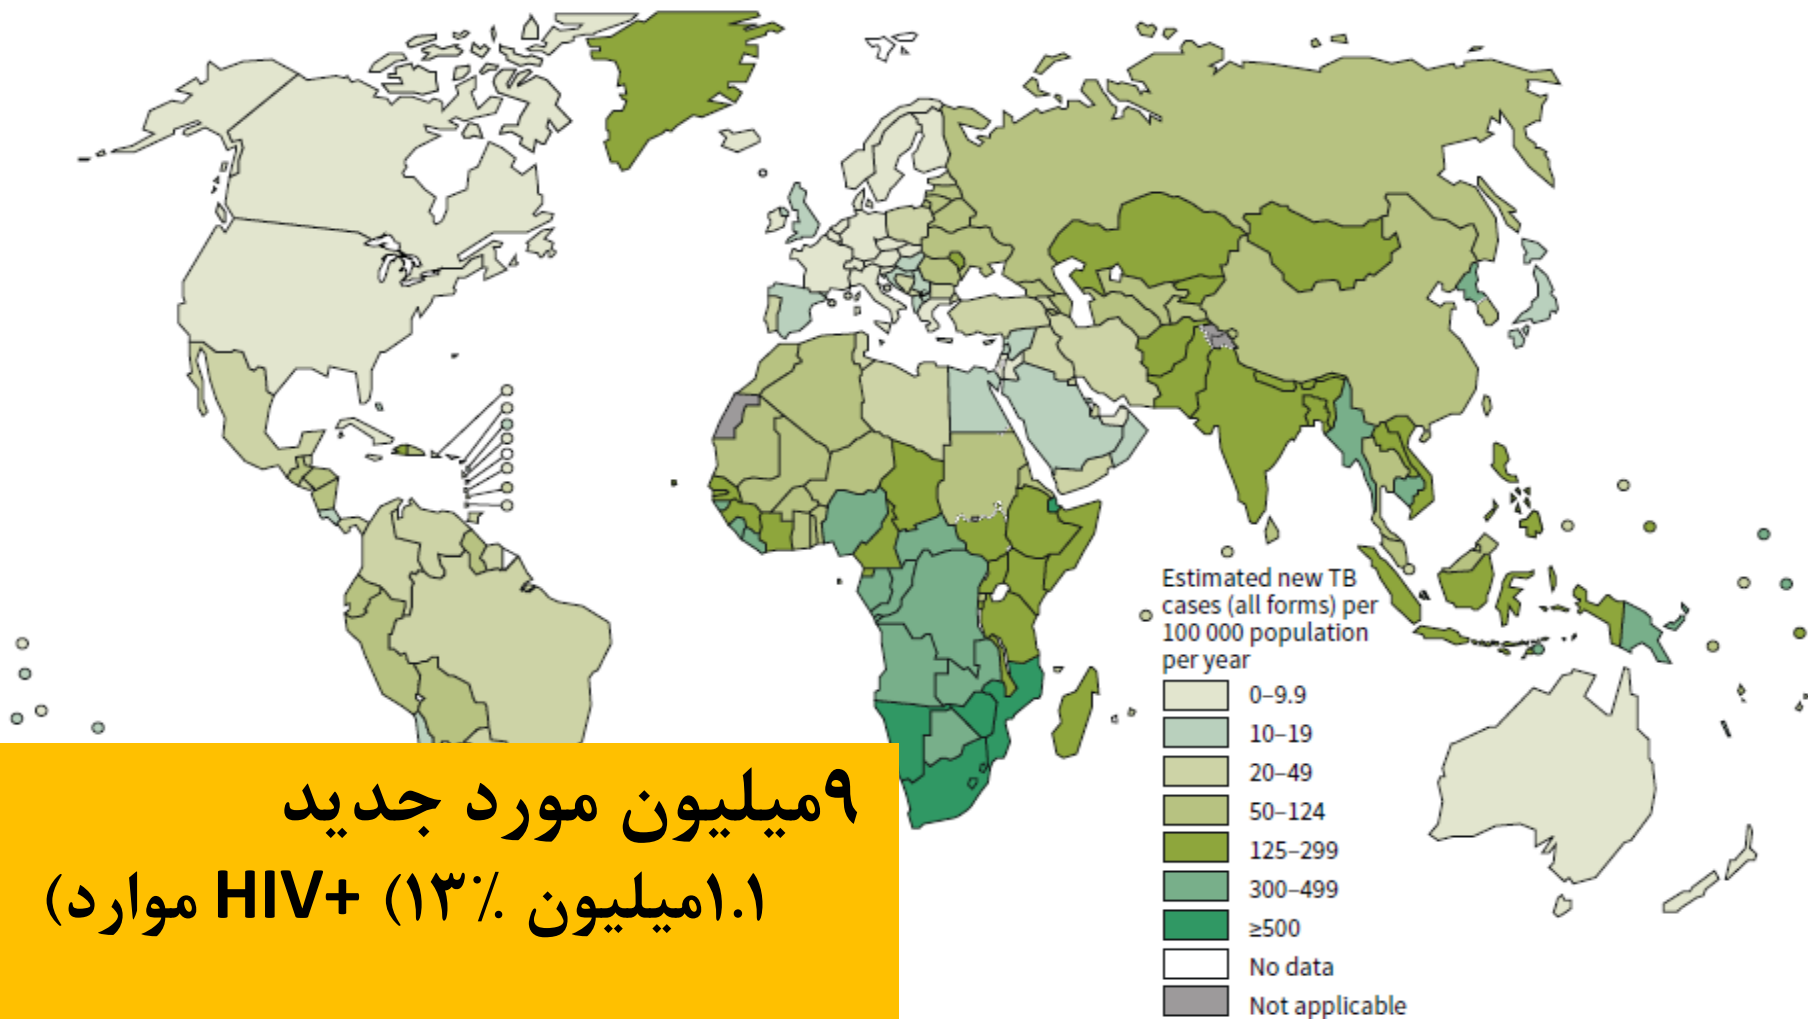 Estimated new TB
cases (all forms) per
100 000 population
per year
0–9.9
10–19
20–49
50–124
125–299
300–499
≥500
No data
Not applicable
۹میلیون مورد جدید
۱.۱میلیون ۱۳٪) HIV+ موارد)